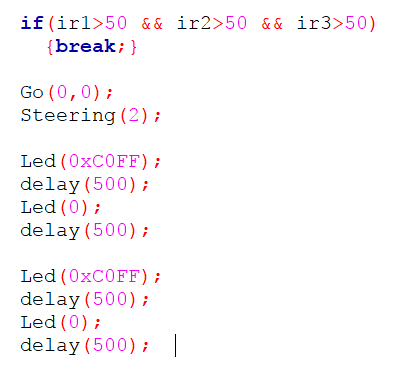 if(ir1>50 && ir2>50 && ir3>50)
{break;}
Go(0,0);
Steering(2);
Led(0xC0FF);
delay(500);
Led(0);
delay(500);
Led(0xC0FF);
delay(500);
Led(0);
delay(500);